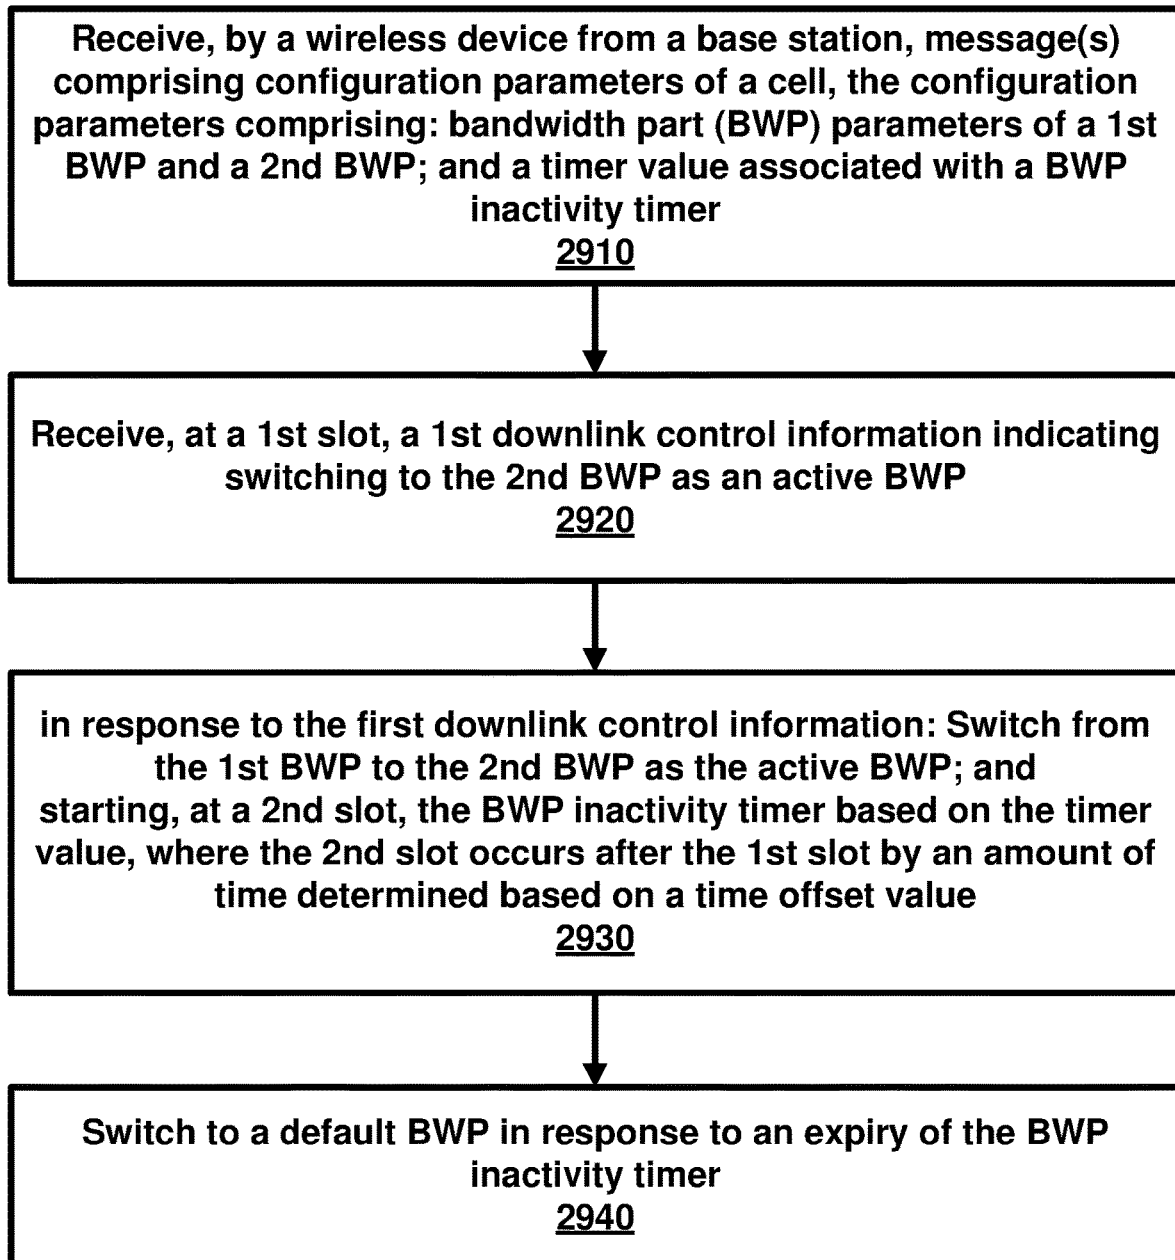 Receive, by a wireless device from a base station, message(s)
comprising configuration parameters of a cell, the configuration
parameters comprising: bandwidth part (BWP) parameters of a 1st
BWP and a 2nd BWP; and a timer value associated with a BWP
inactivity timer
2910
Receive, at a 1st slot, a 1st downlink control information indicating
switching to the 2nd BWP as an active BWP
2920
in response to the first downlink control information: Switch from
the 1st BWP to the 2nd BWP as the active BWP; and
starting, at a 2nd slot, the BWP inactivity timer based on the timer
value, where the 2nd slot occurs after the 1st slot by an amount of
time determined based on a time offset value
2930
Switch to a default BWP in response to an expiry of the BWP
inactivity timer
2940